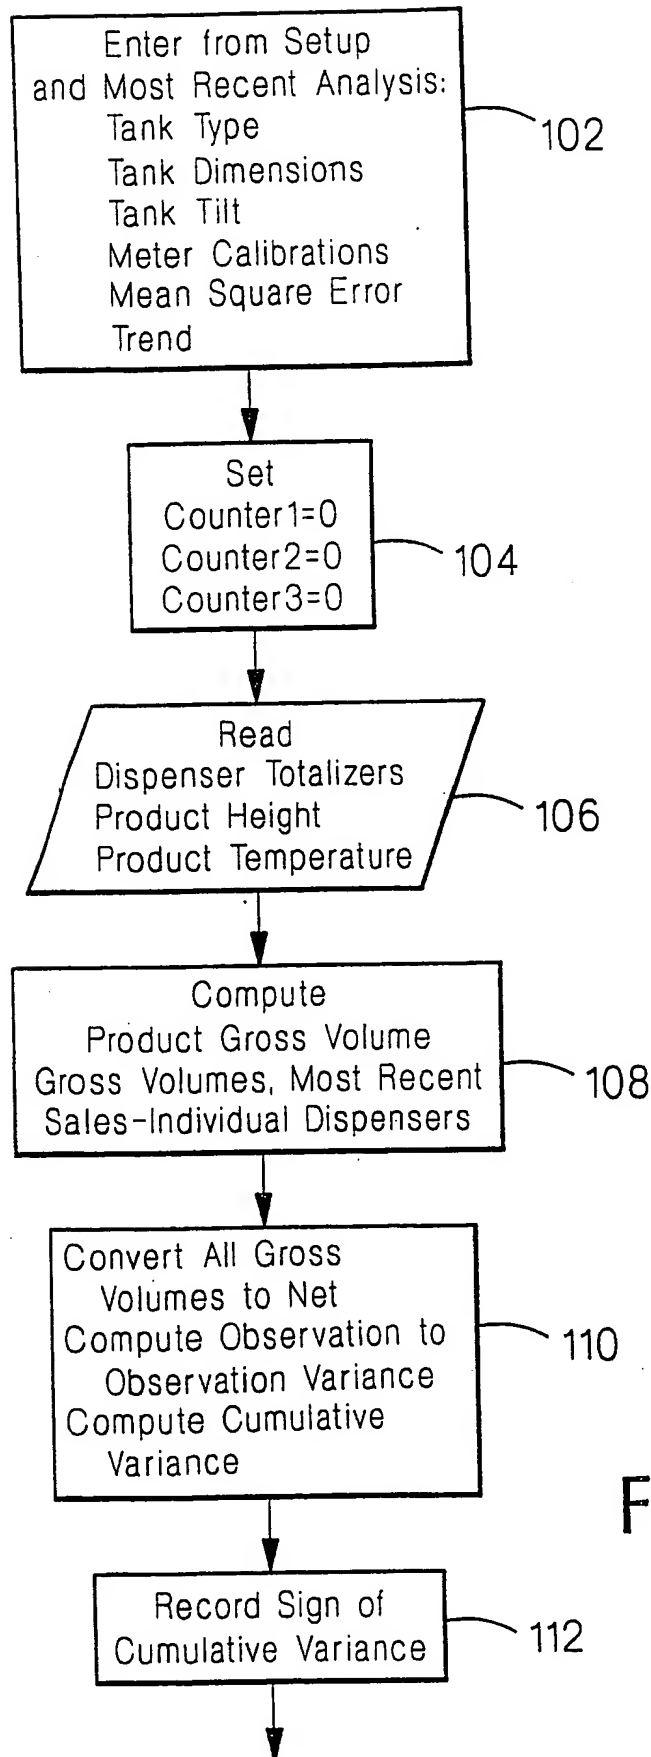 Enter from Setup
and Most Recent Analysis:
Tank Type
Tank Dimensions
Tank Tilt
Meter Calibrations
Mean Square Error
Trend
102
Set
Counter1=0
Counter2=0
Counter3=0
104
Read
Dispenser Totalizers
Product Height
Product Temperature
106
Compute
Product Gross Volume
Gross Volumes, Most Recent
Sales-Individual Dispensers
108
Convert All Gross
Volumes to Net
Compute Observation to
Observation Variance
Compute Cumulative
Variance
110
F
Record Sign of
Cumulative Variance
112